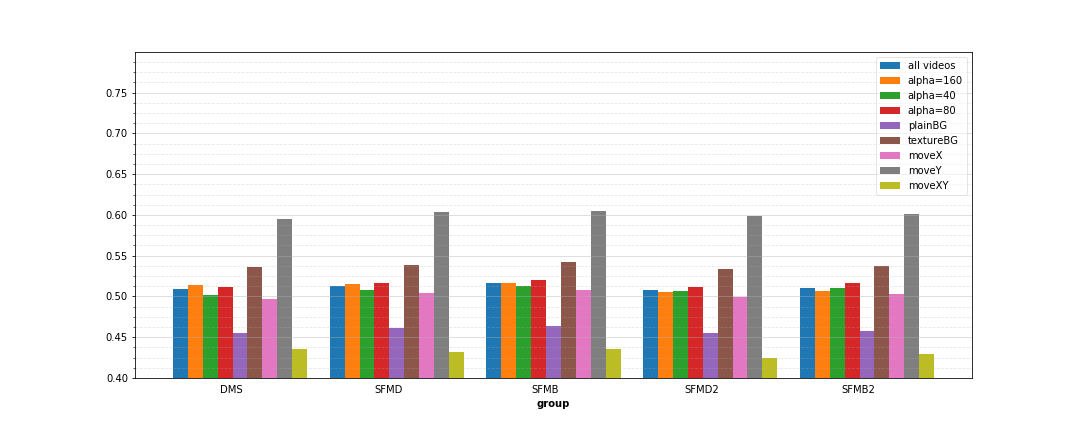 0.75
0.70
0.65
0.60
0.55
0.50
0.45
0.40
all videos
alpha=160
alpha=40
alpha=80
plainBG
textureBG
moveX
moveY
moveXY
DMS SFMD SFMB SFMD2 SFMB2
group